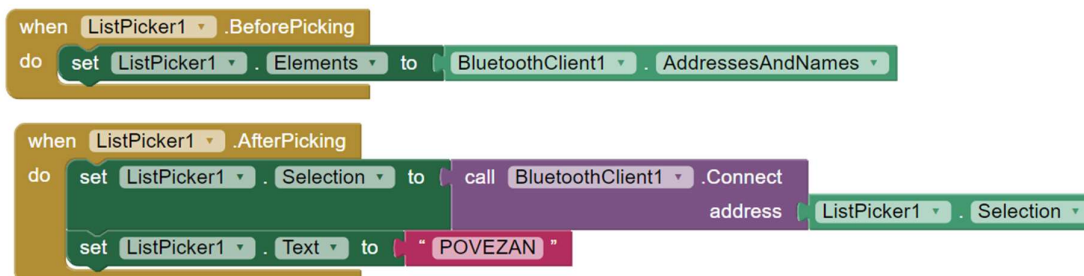 when ListPicker1 .BeforePicking
do set ListPicker1 . Elements to BluetoothClient1 . AddressesAndNames
when ListPicker1 .AfterPicking
do set ListPicker1 . Selection to call BluetoothClient1 .Connect
address ListPicker1 . Selection
set ListPicker1 . Text to " POVEZAN "